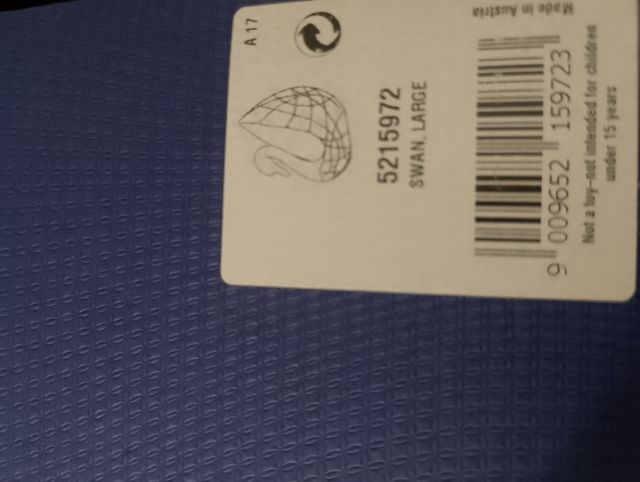 A 17
5215972
SWAN, LARGE
Made in Austria
9 009652 159723
Not a toy–not intended for children
under 15 years